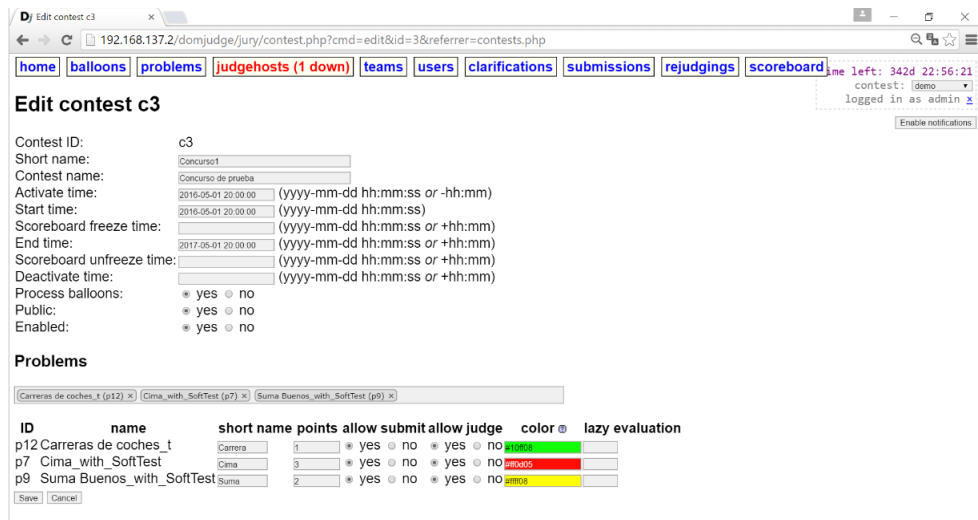 Dj Edit contest c3 ×
192.168.137.2/domjudge/jury/contest.php?cmd=edit&id=3&referrer=contests.php
home balloons problems judgehosts (1 down) teams users clarifications submissions rejudgings scoreboard
ime left: 342d 22:56:21
contest: demo
logged in as admin x
Enable notifications
Edit contest c3
Contest ID: c3
Short name: Concurso1
Contest name: Concurso de prueba
Activate time: 2016-05-01 20:00:00 (yyyy-mm-dd hh:mm:ss or -hh:mm)
Start time: 2016-05-01 20:00:00 (yyyy-mm-dd hh:mm:ss)
Scoreboard freeze time: (yyyy-mm-dd hh:mm:ss or +hh:mm)
End time: 2017-05-01 20:00:00 (yyyy-mm-dd hh:mm:ss or +hh:mm)
Scoreboard unfreeze time: (yyyy-mm-dd hh:mm:ss or +hh:mm)
Deactivate time: (yyyy-mm-dd hh:mm:ss or +hh:mm)
Process balloons: yes no
Public: yes no
Enabled: yes no
Problems
Carreras de coches_t (p12) × Cima_with_SoftTest (p7) × Suma Buenos_with_SoftTest (p9) ×
ID name short name points allow submit allow judge color lazy evaluation
p12 Carreras de coches_t Carrera 1 yes no yes no #10ff08
p7 Cima_with_SoftTest Cima 3 yes no yes no #ff0d05
p9 Suma Buenos_with_SoftTest Suma 2 yes no yes no #ffff08
Save Cancel